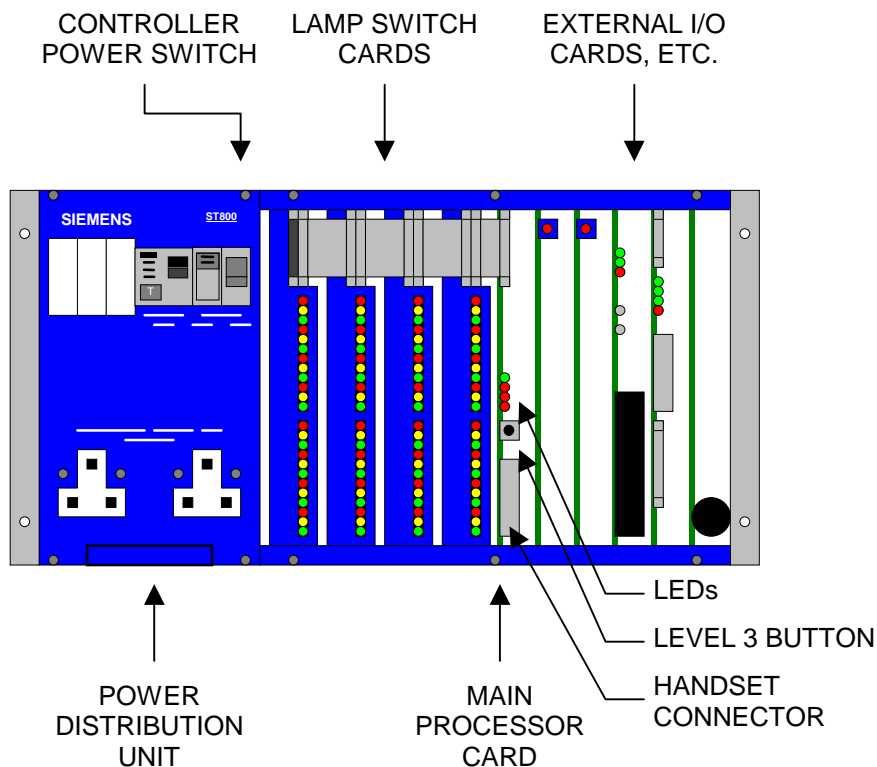 CONTROLLER
POWER SWITCH
LAMP SWITCH
CARDS
EXTERNAL I/O
CARDS, ETC.
SIEMENS
ST800
T
LEDs
LEVEL 3 BUTTON
HANDSET
CONNECTOR
POWER
DISTRIBUTION
UNIT
MAIN
PROCESSOR
CARD